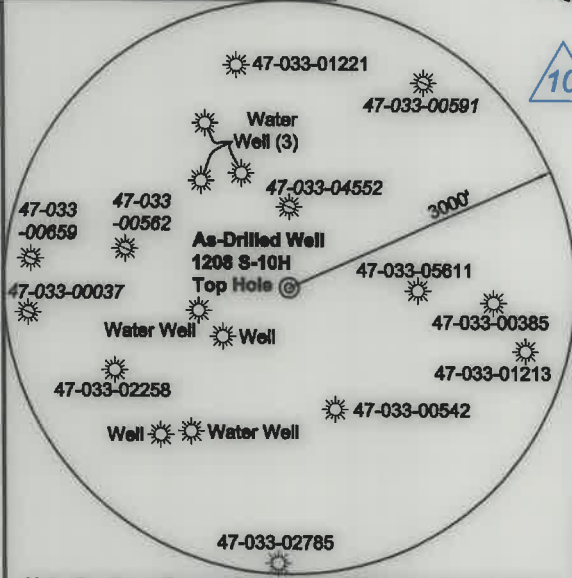 47-033-01221
10
47-033-00591
Water
Well (3)
47-033-04552
47-033
-00659
47-033
-00562
3000'
As-Drilled Well
1208 S-10H
Top Hole
47-033-05611
47-033-00037
47-033-00385
Water Well
Well
47-033-01213
47-033-02258
47-033-00542
Well
Water Well
47-033-02785